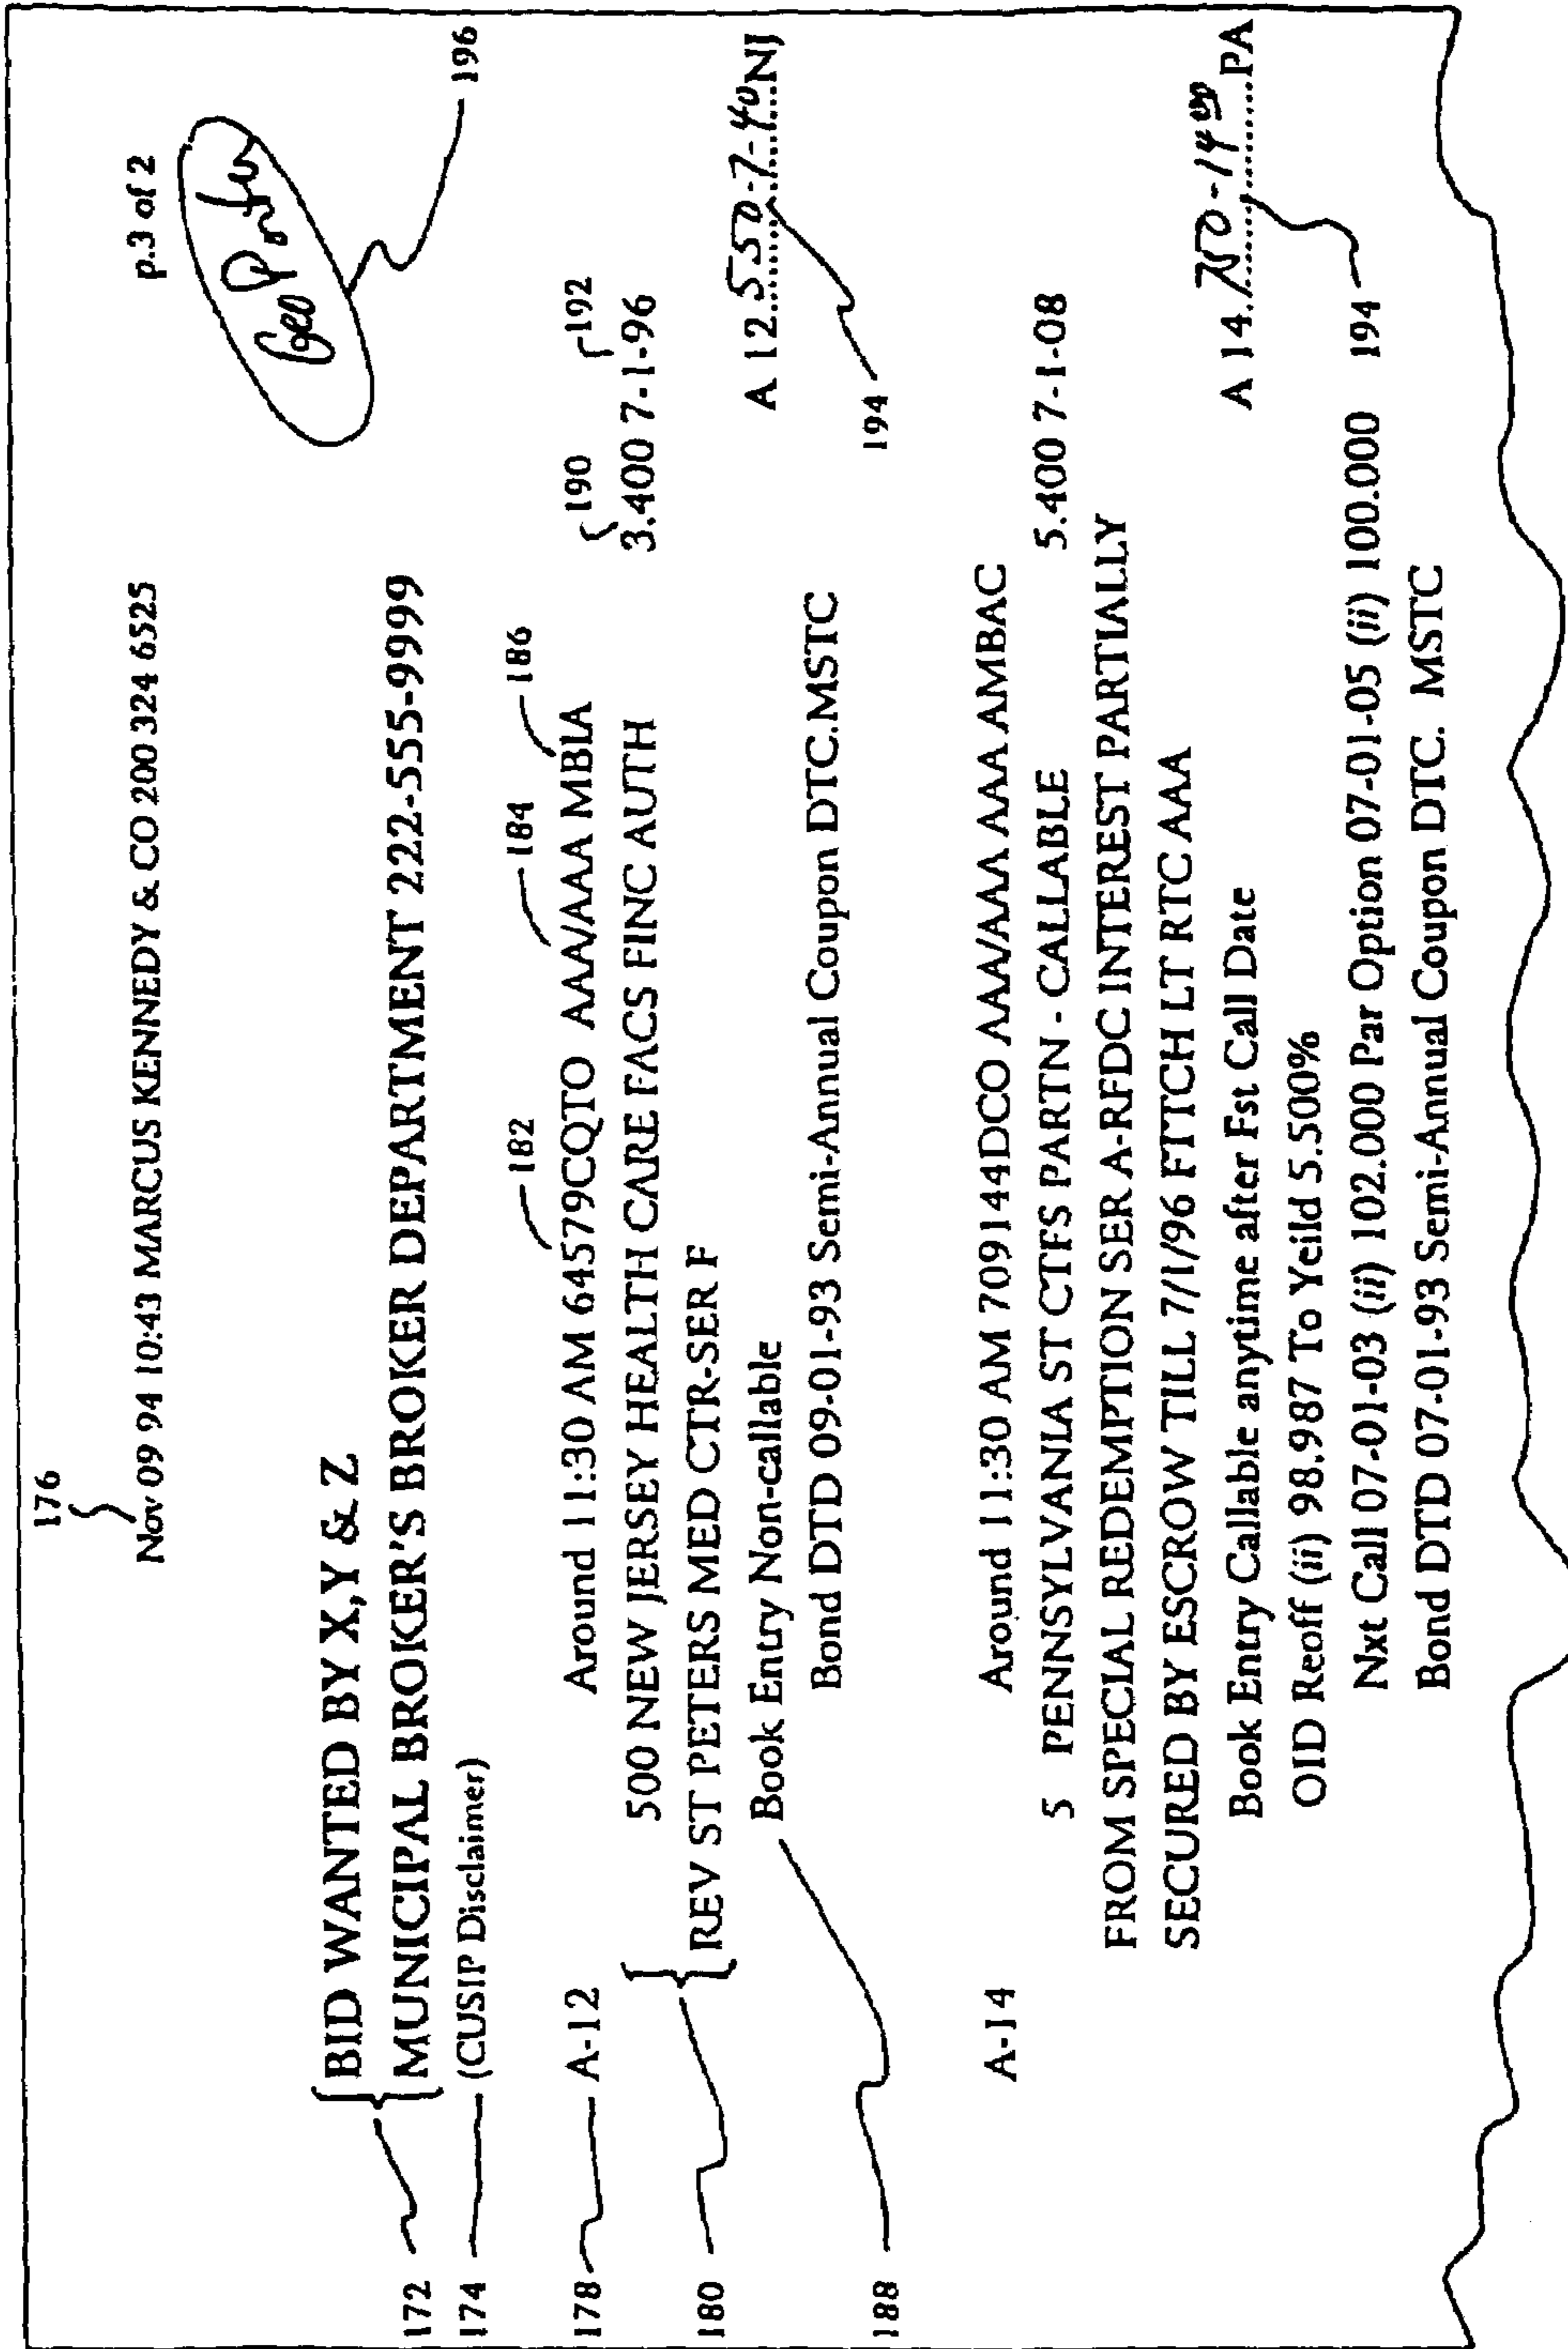 176
Nov 09 94 10:43 MARCUS KENNEDY & CO 200 324 6525 p.3 of 2
Geo
196
172 BID WANTED BY X,Y & Z
MUNICIPAL BROKER'S BROKER DEPARTMENT 222-555-9999
174 (CUSIP Disclaimer)
182 184 186
190 192
178 A-12 Around 11:30 AM 64579CQTO AAA/AAA MBLA
180 500 NEW JERSEY HEALTH CARE FACS FINC AUTH 3.400 7-1-96
REV ST PETERS MED CTR-SER F
188 Book Entry Non-callable A 12.550-7-40 NJ
Bond DTD 09-01-93 Semi-Annual Coupon DTC.MSTC
194
A-14 Around 11:30 AM 709144DCO AAA/AAA AAA AMBAC
5 PENNSYLVANLA ST CTFS PARTN - CALLABLE 5.400 7-1-08
FROM SPECIAL REDEMPTION SER A-RFDC INTEREST PARTIALLY
SECURED BY ESCROW TILL 7/1/96 FITCH LT RTC AAA
Book Entry Callable anytime after Fst Call Date A 14. PA
OID Reoff (ii) 98.987 To Yeild 5.500%
Nxt Call 07-01-03 (ii) 102.000 Par Option 07-01-05 (ii) 100.000 194
Bond DTD 07-01-93 Semi-Annual Coupon DTC. MSTC